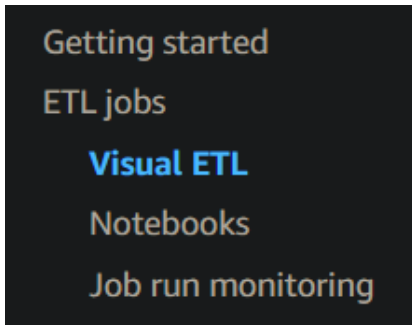 Getting started
ETL jobs
Visual ETL
Notebooks
Job run monitoring